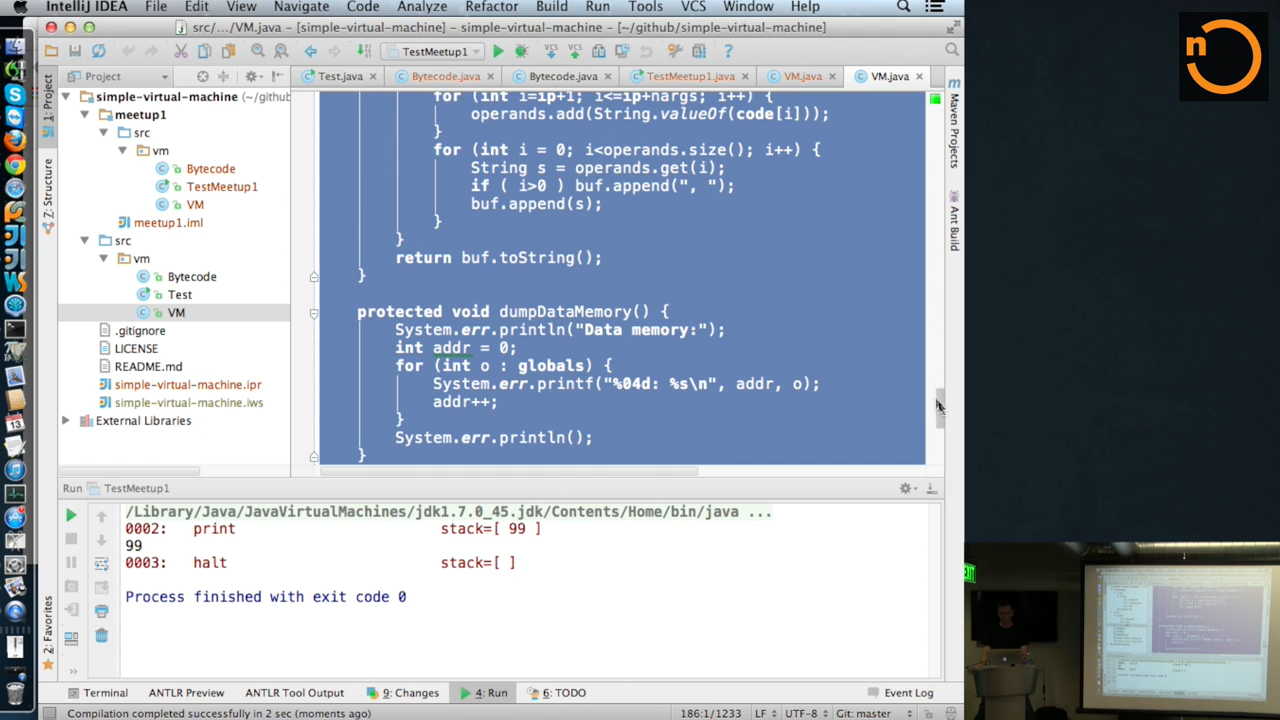 IntelliJ IDEA File Edit View Navigate Code Analyze Refactor Build Run Tools VCS Window Help
src/.../VM.java - [simple-virtual-machine] - [~/github/simple-virtual-machine]
TestMeetup1
VCS VCS
Project
Test.java Bytecode.java Bytecode.java TestMeetup1.java VM.java VM.java
1: Project
Z: Structure
2: Favorites
simple-virtual-machine (~/github
meetup1
src
vm
Bytecode
TestMeetup1
VM
meetup1.iml
src
vm
Bytecode
Test
VM
.gitignore
LICENSE
README.md
simple-virtual-machine.ipr
simple-virtual-machine.iws
External Libraries
for (int i=ip+1; i<=ip+nargs; i++) {
operands.add(String.valueOf(code[i]));
}
for (int i = 0; i<operands.size(); i++) {
String s = operands.get(i);
if ( i>0 ) buf.append(", ");
buf.append(s);
}
}
return buf.toString();
}
protected void dumpDataMemory() {
System.err.println("Data memory:");
int addr = 0;
for (int o : globals) {
System.err.printf("%04d: %s\n", addr, o);
addr++;
}
System.err.println();
}
Maven Projects
Ant Build
n
Run TestMeetup1
/Library/Java/JavaVirtualMachines/jdk1.7.0_45.jdk/Contents/Home/bin/java ...
0002: print stack=[ 99 ]
99
0003: halt stack=[ ]
Process finished with exit code 0
Terminal ANTLR Preview ANTLR Tool Output 9: Changes 4: Run 6: TODO Event Log
Compilation completed successfully in 2 sec (moments ago) 186:1/1233 LF UTF-8 Git: master
13
EXIT